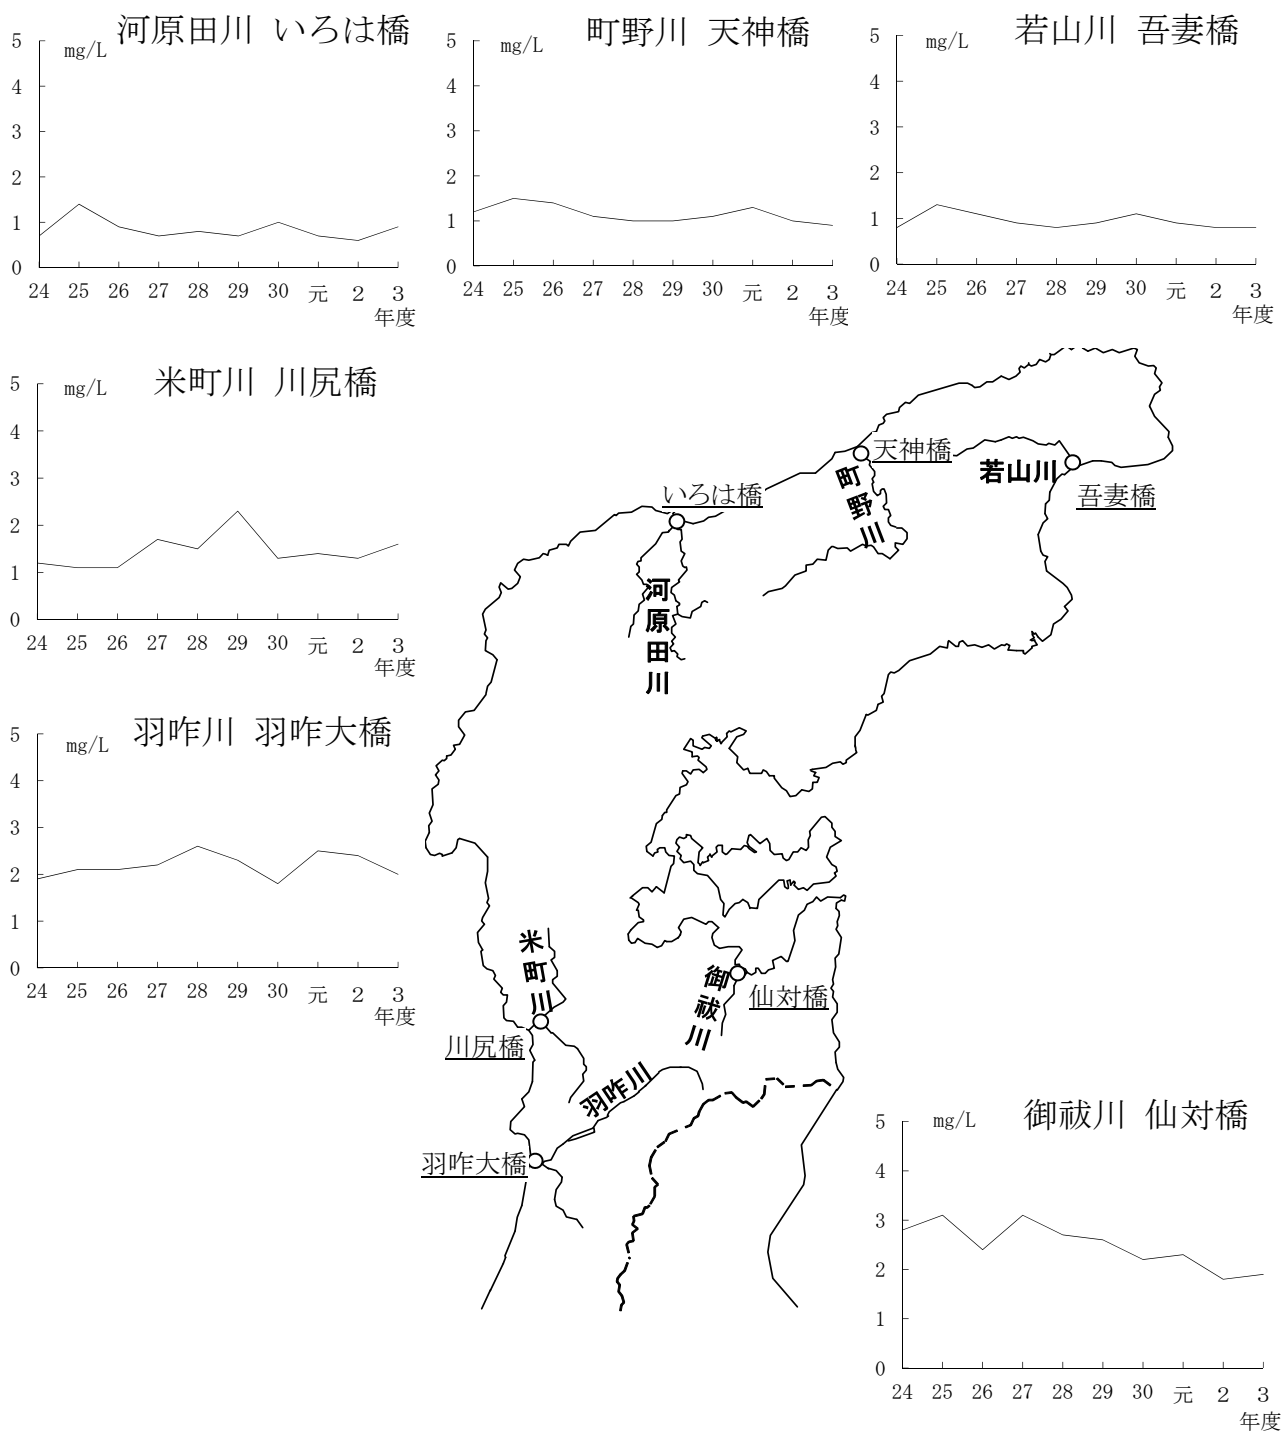 河原田川 いろは橋
mg/L
5
4
3
2
1
0
24 25 26 27 28 29 30 元 2 3
年度
町野川 天神橋
mg/L
5
4
3
2
1
0
24 25 26 27 28 29 30 元 2 3
年度
若山川 吾妻橋
mg/L
5
4
3
2
1
0
24 25 26 27 28 29 30 元 2 3
年度
米町川 川尻橋
mg/L
5
4
3
2
1
0
24 25 26 27 28 29 30 元 2 3
年度
羽咋川 羽咋大橋
mg/L
5
4
3
2
1
0
24 25 26 27 28 29 30 元 2 3
年度
天神橋
町野川
若山川
吾妻橋
いろは橋
河原田川
米町川
川尻橋
御祓川
仙対橋
羽咋川
羽咋大橋
御祓川 仙対橋
mg/L
5
4
3
2
1
0
24 25 26 27 28 29 30 元 2 3
年度